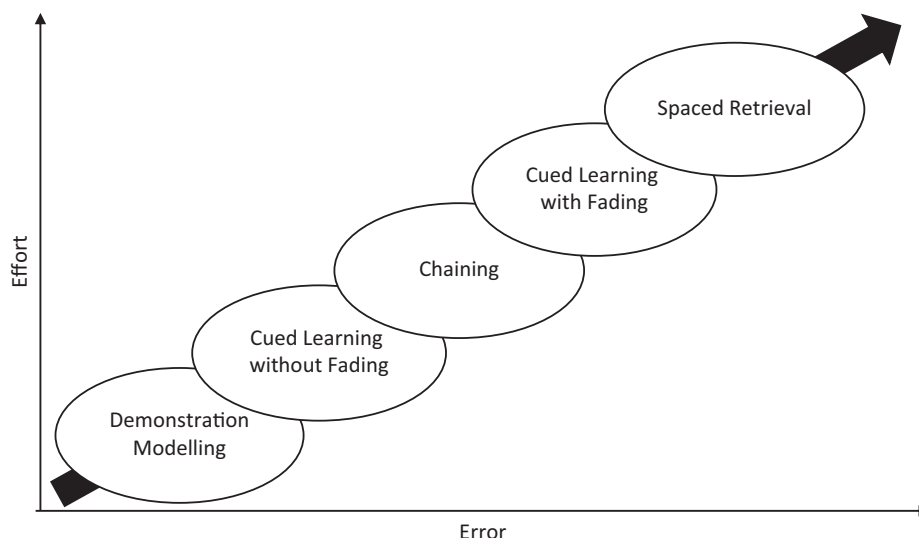 Spaced Retrieval
Cued Learning
with Fading
Chaining
Cued Learning
without Fading
Demonstration
Modelling
Effort
Error